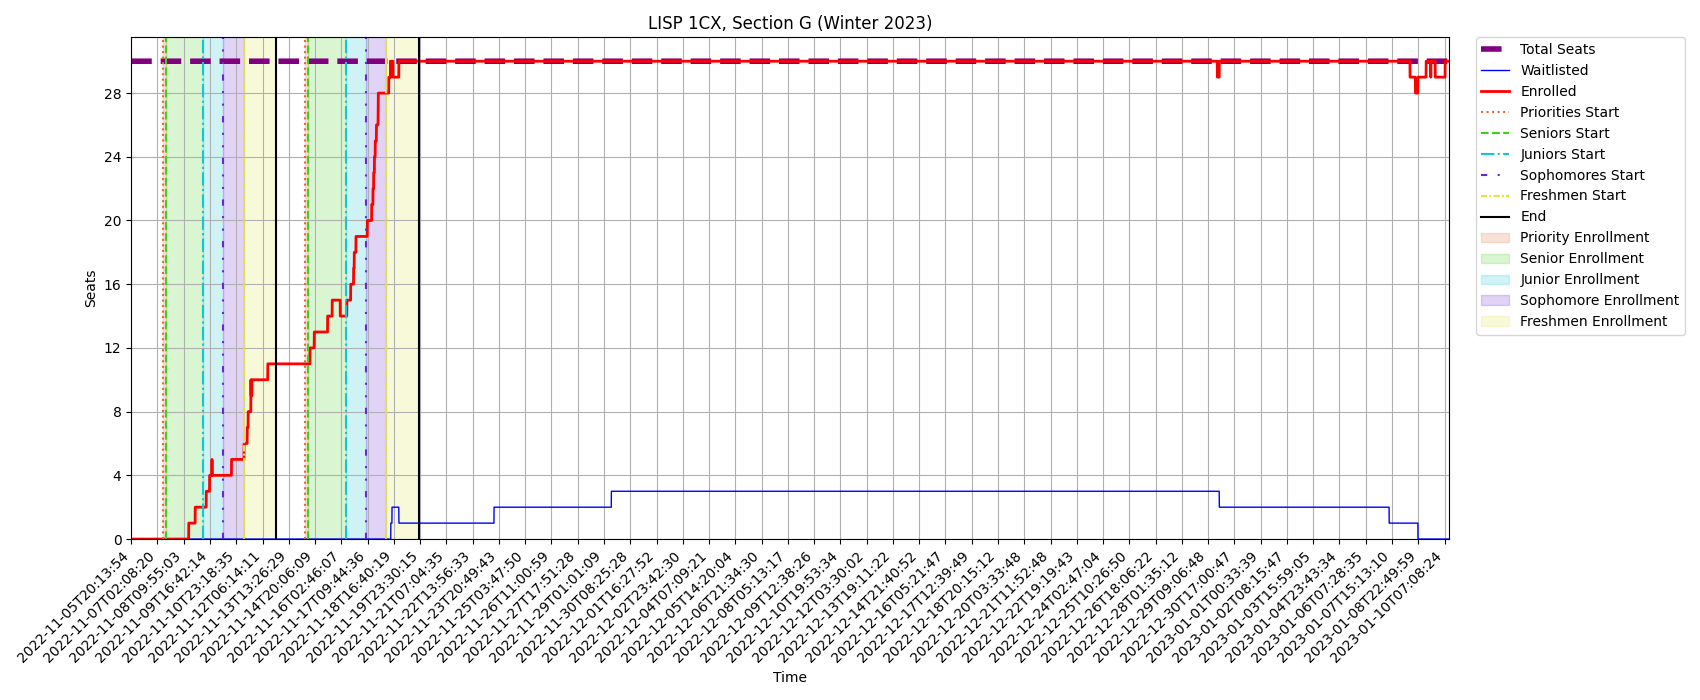 LISP 1CX, Section G (Winter 2023)
Seats
28
24
20
16
12
8
4
0
2022-11-05T20:13:54
2022-11-07T02:08:20
2022-11-08T09:55:03
2022-11-09T16:42:14
2022-11-10T23:18:35
2022-11-12T06:14:11
2022-11-13T13:26:29
2022-11-14T20:06:09
2022-11-16T02:46:07
2022-11-17T09:44:36
2022-11-18T16:40:19
2022-11-19T23:30:15
2022-11-21T07:04:35
2022-11-22T13:56:33
2022-11-23T20:49:43
2022-11-25T03:47:50
2022-11-26T11:00:59
2022-11-27T17:51:28
2022-11-29T01:01:09
2022-11-30T08:25:28
2022-12-01T16:27:52
2022-12-02T23:42:30
2022-12-04T07:09:21
2022-12-05T14:20:04
2022-12-06T21:34:30
2022-12-08T05:13:17
2022-12-09T12:38:26
2022-12-10T19:53:34
2022-12-12T03:30:02
2022-12-13T19:11:22
2022-12-14T21:40:52
2022-12-16T05:21:47
2022-12-17T12:39:49
2022-12-18T20:15:12
2022-12-20T03:33:48
2022-12-21T11:52:48
2022-12-22T19:19:43
2022-12-24T02:47:04
2022-12-25T10:26:50
2022-12-26T18:06:22
2022-12-28T01:35:12
2022-12-29T09:06:48
2022-12-30T17:00:47
2023-01-01T00:33:39
2023-01-02T08:15:47
2023-01-03T15:59:05
2023-01-04T23:43:34
2023-01-06T07:28:35
2023-01-07T15:13:10
2023-01-08T22:49:59
2023-01-10T07:08:24
Time
Total Seats
Waitlisted
Enrolled
Priorities Start
Seniors Start
Juniors Start
Sophomores Start
Freshmen Start
End
Priority Enrollment
Senior Enrollment
Junior Enrollment
Sophomore Enrollment
Freshmen Enrollment